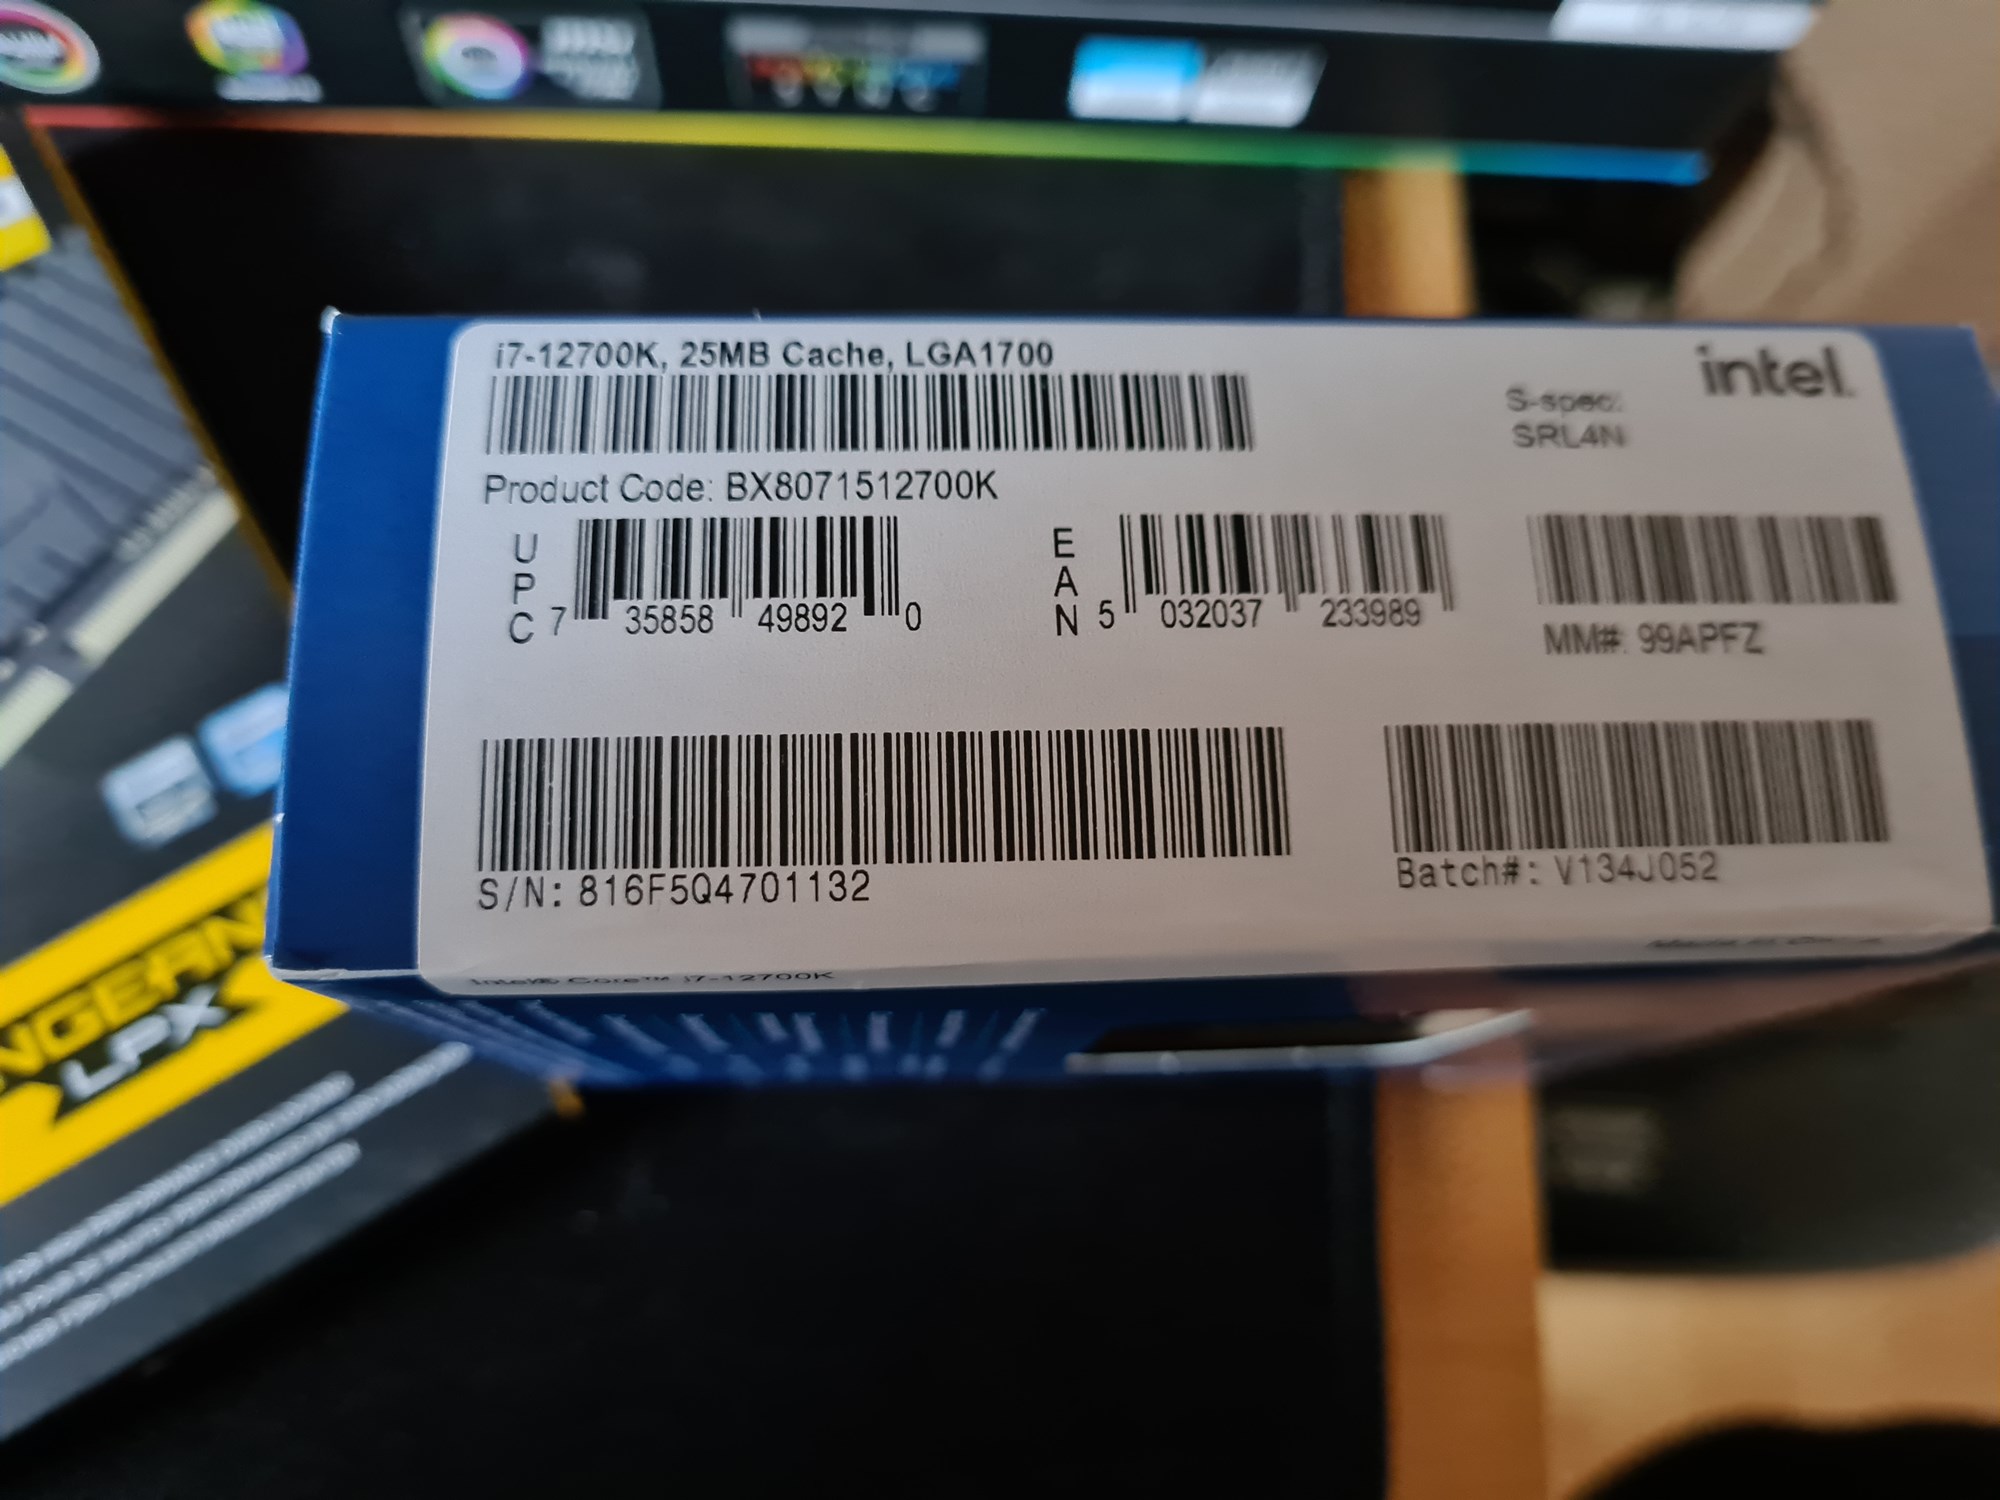 i7-12700K, 25MB Cache, LGA1700
intel.
S-spec:
SRL4N
Product Code: BX8071512700K
UPC 7 35858 49892 0
EAN 5 032037 233989
MM#: 99APFZ
S/N: 816F5Q4701132
Batch#: V134J052
Intel® Core™ i7-12700K
LPX